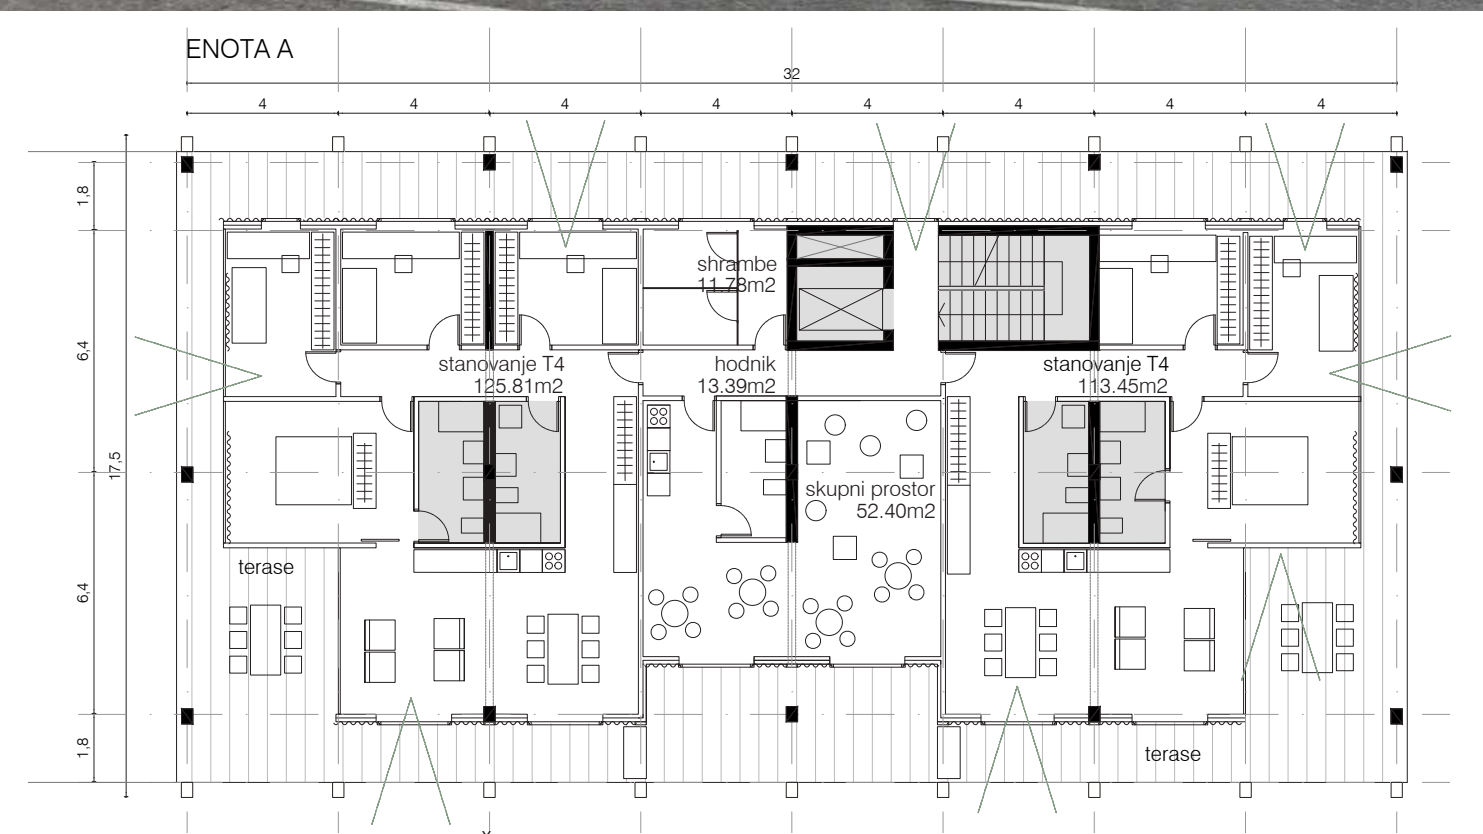 ENOTA A
32
4 4 4 4 4 4 4 4
1,8
6,4
17,5
6,4
1,8
shrambe
11.78m2
stanovanje T4
125.81m2
hodnik
13.39m2
stanovanje T4
113.45m2
skupni prostor
52.40m2
terase
terase